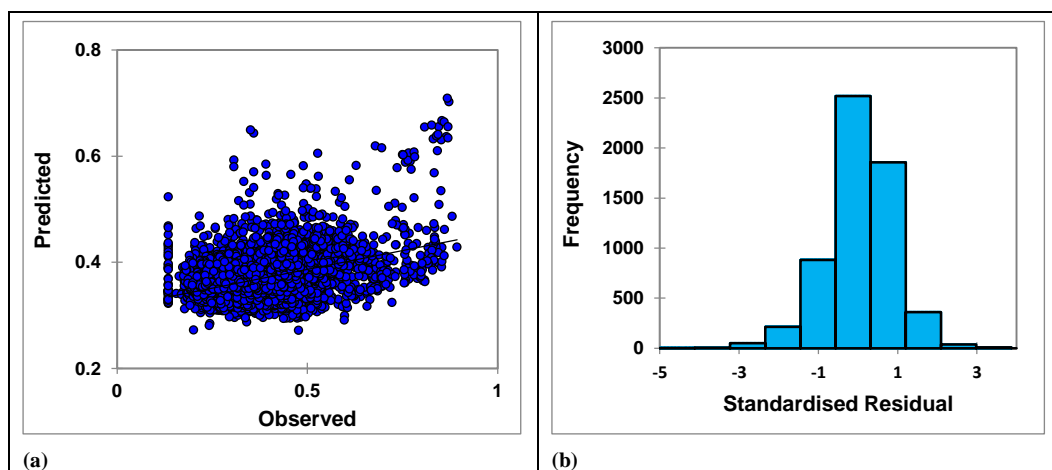 0.8
0.6
0.4
0.2
Predicted
0 0.5 1
Observed
(a)
3000
2500
2000
1500
1000
500
0
Frequency
-5 -3 -1 1 3
Standardised Residual
(b)